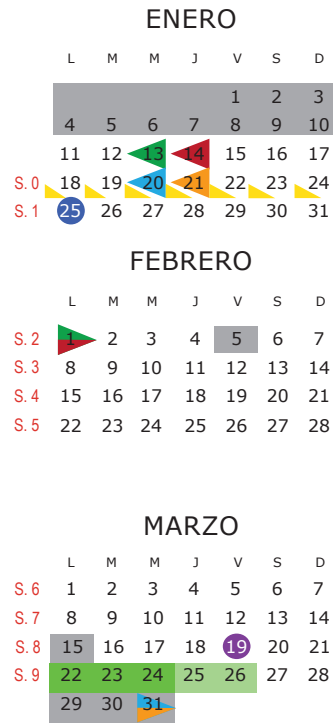 ENERO
L M M J V S D
1 2 3
4 5 6 7 8 9 10
11 12 13 14 15 16 17
S. 0 18 19 20 21 22 23 24
S. 1 25 26 27 28 29 30 31
FEBRERO
L M M J V S D
S. 2 1 2 3 4 5 6 7
S. 3 8 9 10 11 12 13 14
S. 4 15 16 17 18 19 20 21
S. 5 22 23 24 25 26 27 28
MARZO
L M M J V S D
S. 6 1 2 3 4 5 6 7
S. 7 8 9 10 11 12 13 14
S. 8 15 16 17 18 19 20 21
S. 9 22 23 24 25 26 27 28
29 30 31